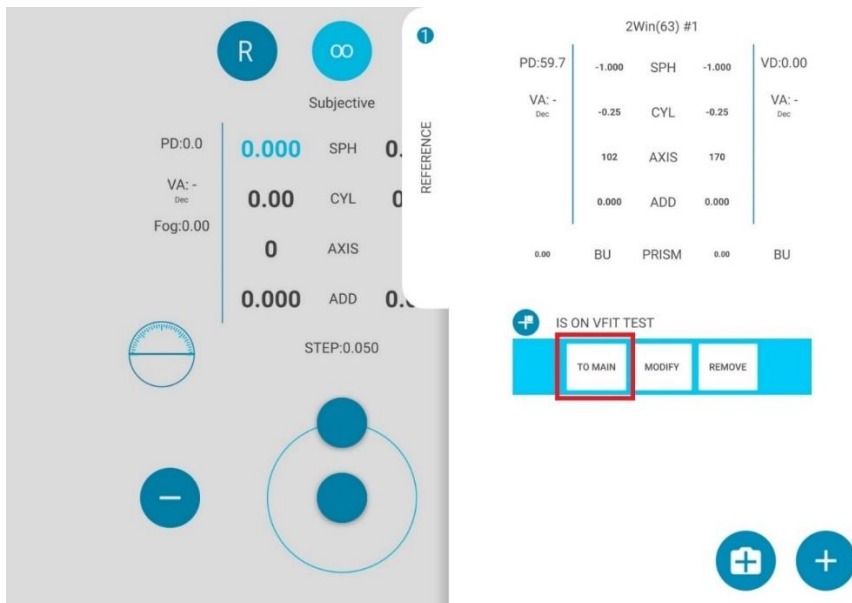 R
∞
Subjective
PD:0.0
0.000 SPH 0.
VA: -
Dec
0.00 CYL 0
Fog:0.00
0 AXIS
0.000 ADD
STEP:0.050
1
REFERENCE
2Win(63) #1
PD:59.7 -1.000 SPH -1.000 VD:0.00
VA: - -0.25 CYL -0.25 VA: -
Dec Dec
102 AXIS 170
0.000 ADD 0.000
0.00 BU PRISM 0.00 BU
IS ON VFIT TEST
TO MAIN MODIFY REMOVE